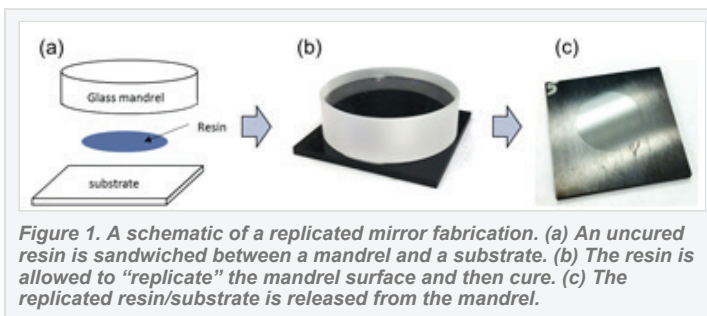 (a)
(b)
(c)
Glass mandrel
Resin
substrate
Figure 1. A schematic of a replicated mirror fabrication. (a) An uncured
resin is sandwiched between a mandrel and a substrate. (b) The resin is
allowed to “replicate” the mandrel surface and then cure. (c) The
replicated resin/substrate is released from the mandrel.